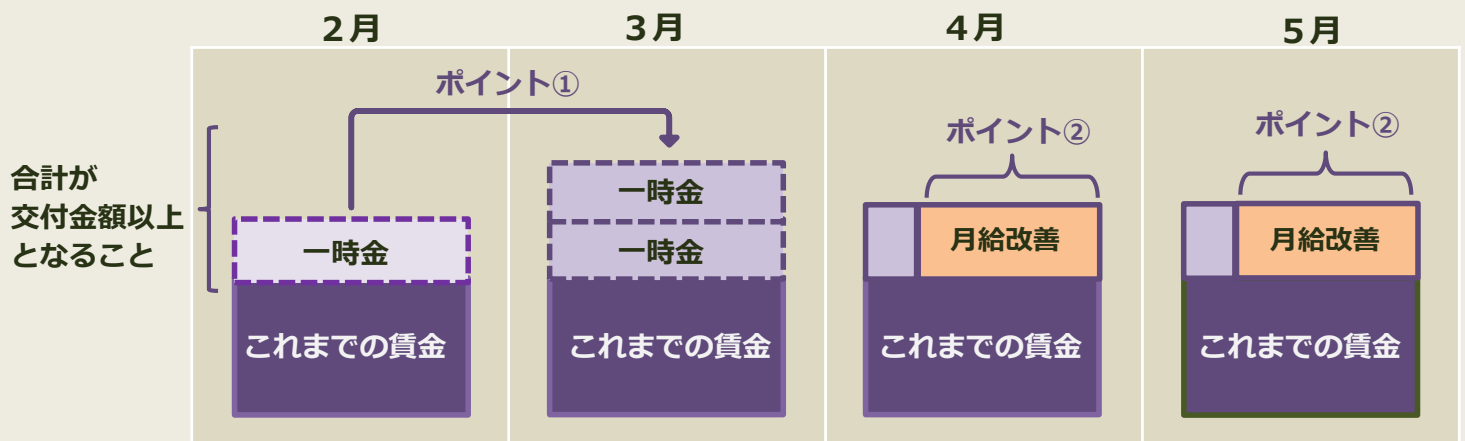 2月
3月
4月
5月
ポイント①
ポイント②
ポイント②
合計が
交付金額以上
となること
一時金
一時金
一時金
月給改善
月給改善
これまでの賃金
これまでの賃金
これまでの賃金
これまでの賃金